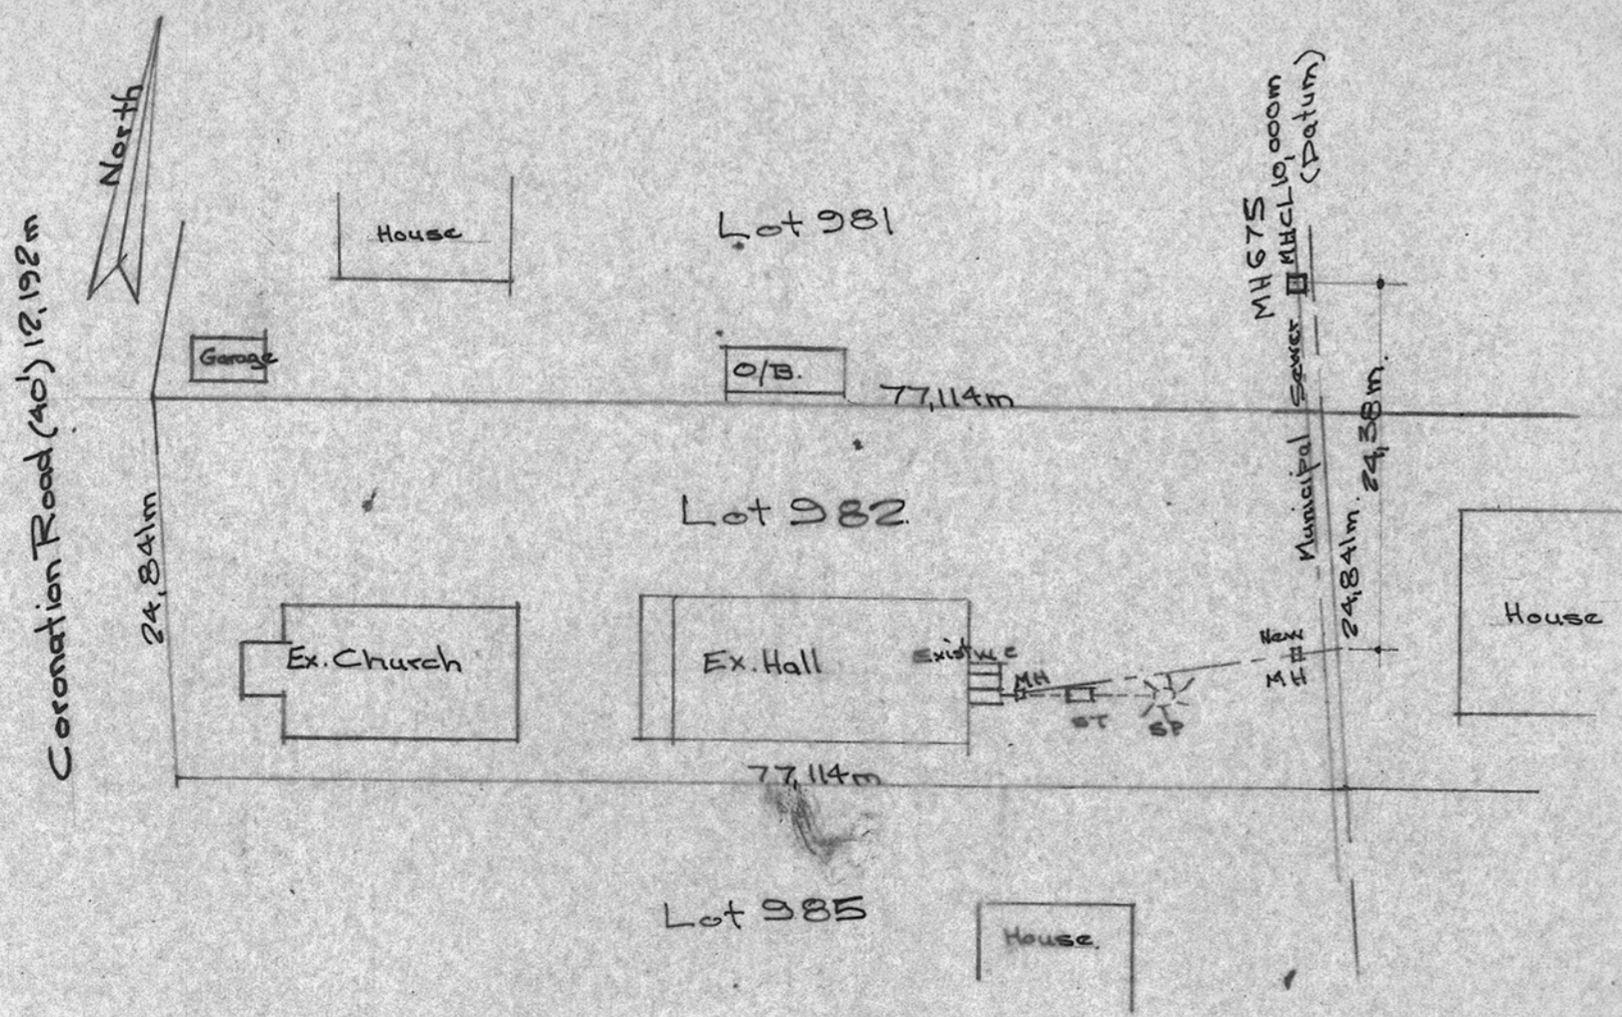 North
Coronation Road (40') 12,192m
House
Lot 981
MH 675
MHCL 10,000m
(Datum)
Garage
O/B.
77,114m
Municipal Sewer
24,38m.
24,841m
Lot 982
24,841m.
House
Ex. Church
Ex. Hall
Exist wc
MH
ST
SP
New
MH
77,114m
Lot 985
House.